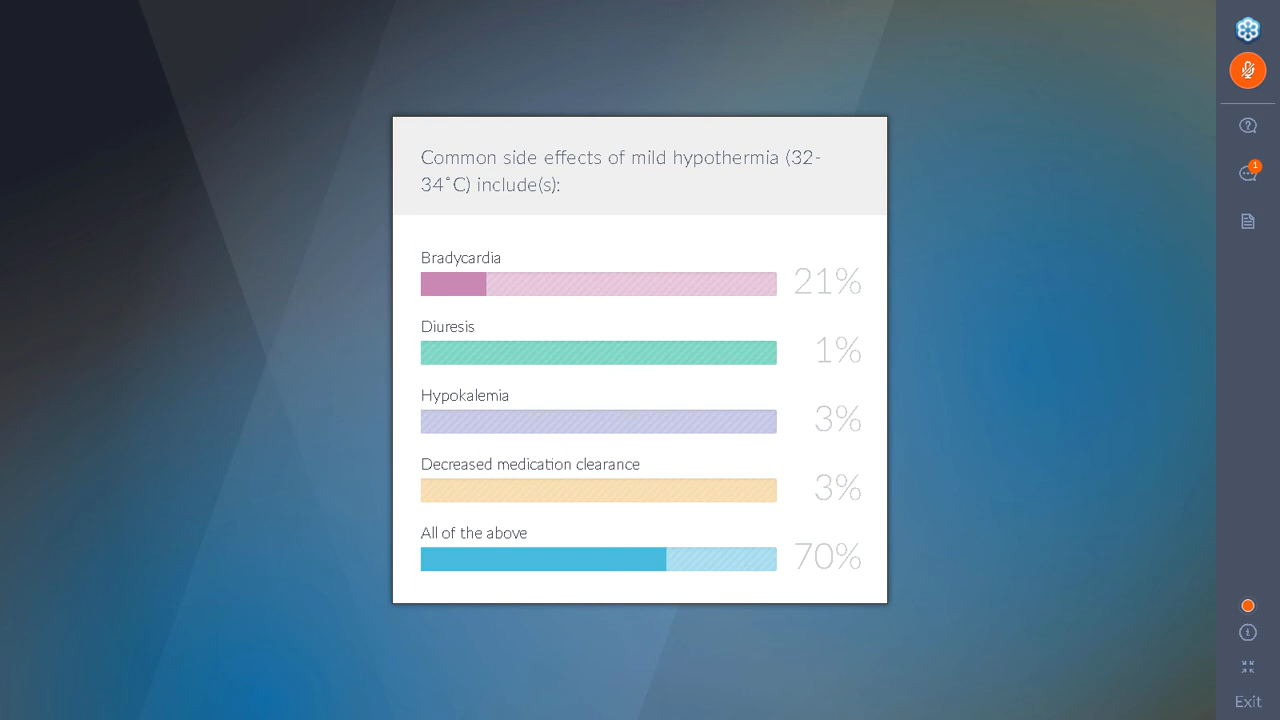 Common side effects of mild hypothermia (32-
34˚C) include(s):
Bradycardia
21%
Diuresis
1%
Hypokalemia
3%
Decreased medication clearance
3%
All of the above
70%
1
Exit